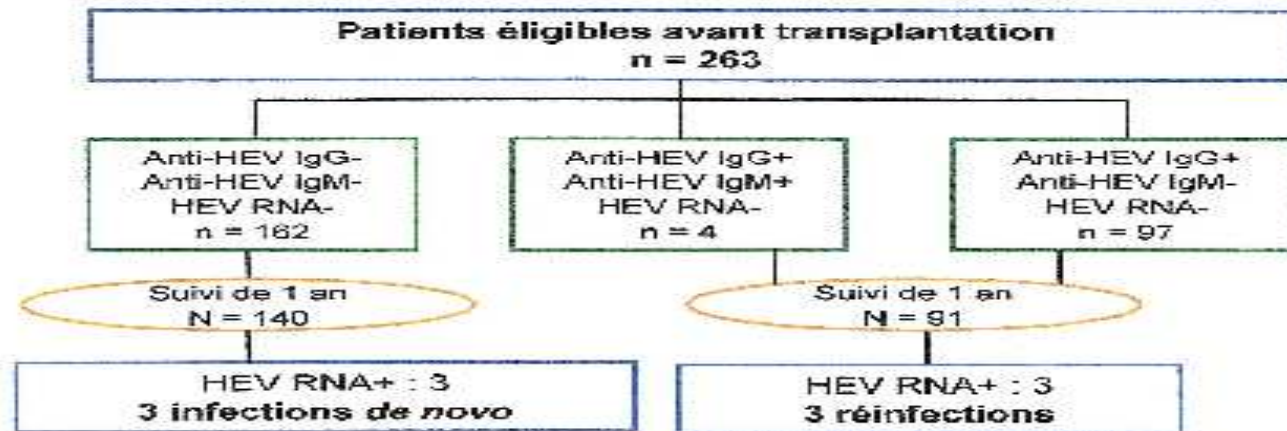 Patients éligibles avant transplantation
n = 263
Anti-HEV IgG-
Anti-HEV IgM-
HEV RNA-
n = 162
Anti-HEV IgG+
Anti-HEV IgM+
HEV RNA-
n = 4
Anti-HEV IgG+
Anti-HEV IgM-
HEV RNA-
n = 97
Suivi de 1 an
N = 140
Suivi de 1 an
N = 91
HEV RNA+ : 3
3 infections de novo
HEV RNA+ : 3
3 réinfections